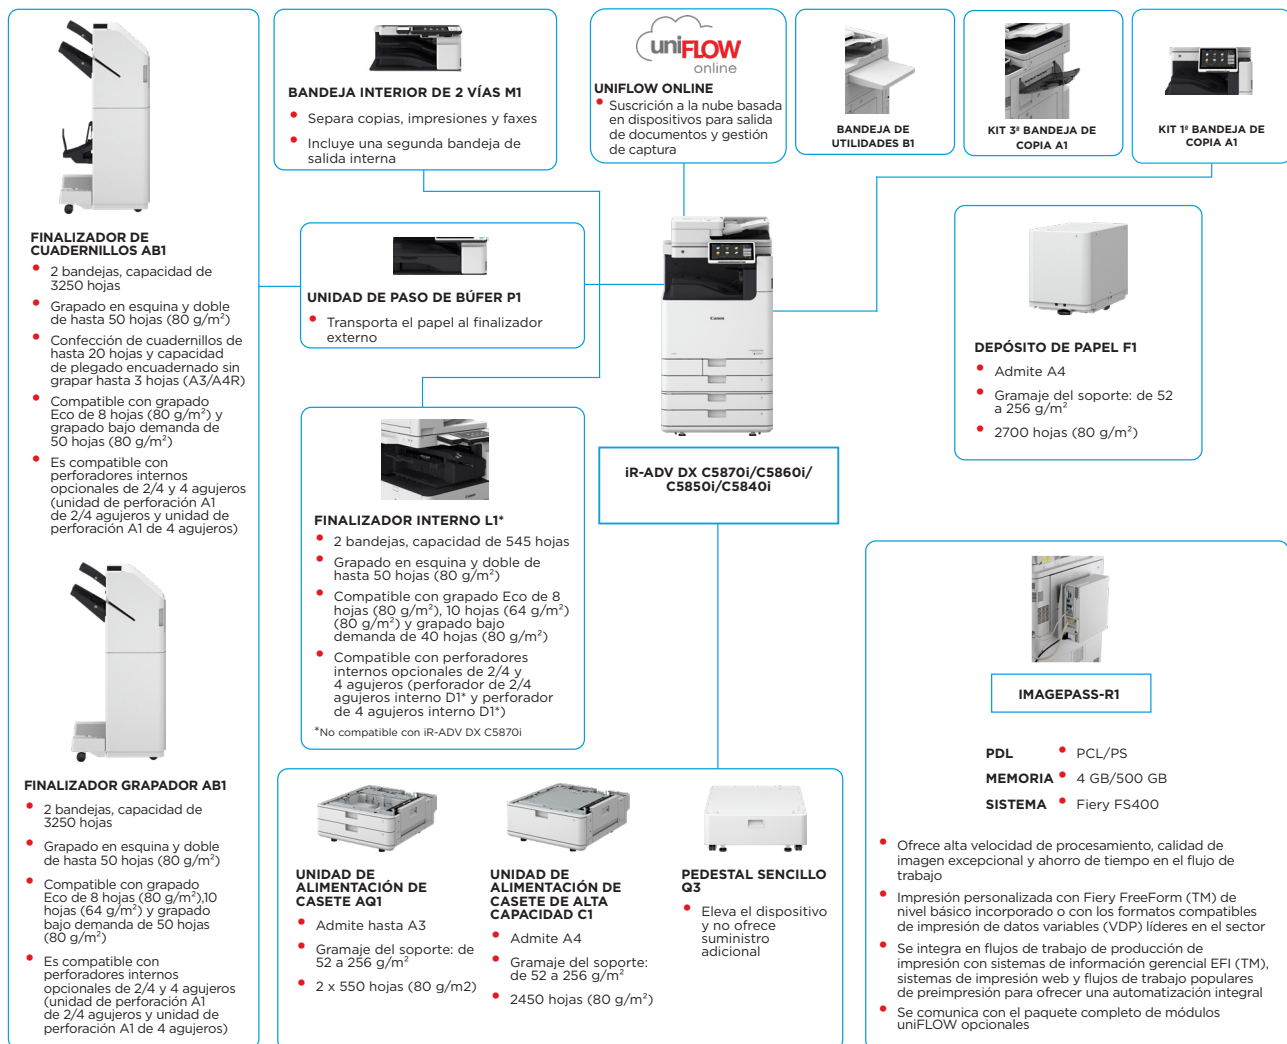 FINALIZADOR DE
CUADERNILLOS AB1
• 2 bandejas, capacidad de
3250 hojas
• Grapado en esquina y doble
de hasta 50 hojas (80 g/m²)
• Confección de cuadernillos de
hasta 20 hojas y capacidad
de plegado encuadernado sin
grapar hasta 3 hojas (A3/A4R)
• Compatible con grapado
Eco de 8 hojas (80 g/m²) y
grapado bajo demanda de
50 hojas (80 g/m²)
• Es compatible con
perforadores internos
opcionales de 2/4 y 4 agujeros
(unidad de perforación A1
de 2/4 agujeros y unidad de
perforación A1 de 4 agujeros)
FINALIZADOR GRAPADOR AB1
• 2 bandejas, capacidad de
3250 hojas
• Grapado en esquina y doble
de hasta 50 hojas (80 g/m²)
• Compatible con grapado
Eco de 8 hojas (80 g/m²),10
hojas (64 g/m²) y grapado
bajo demanda de 50 hojas
(80 g/m²)
• Es compatible con
perforadores internos
opcionales de 2/4 y 4 agujeros
(unidad de perforación A1
de 2/4 agujeros y unidad de
perforación A1 de 4 agujeros)
BANDEJA INTERIOR DE 2 VÍAS M1
• Separa copias, impresiones y faxes
• Incluye una segunda bandeja de
salida interna
UNIDAD DE PASO DE BÚFER P1
• Transporta el papel al finalizador
externo
FINALIZADOR INTERNO L1*
• 2 bandejas, capacidad de 545 hojas
• Grapado en esquina y doble de
hasta 50 hojas (80 g/m²)
• Compatible con grapado Eco de 8
hojas (80 g/m²), 10 hojas (64 g/m²)
(80 g/m²) y grapado bajo
demanda de 40 hojas (80 g/m²)
• Compatible con perforadores
internos opcionales de 2/4 y
4 agujeros (perforador de 2/4
agujeros interno D1* y perforador
de 4 agujeros interno D1*)
*No compatible con iR-ADV DX C5870i
uniFLOW
online
UNIFLOW ONLINE
• Suscrición a la nube basada
en dispositivos para salida
de documentos y gestión
de captura
BANDEJA DE
UTILIDADES B1
KIT 3ª BANDEJA DE
COPIA A1
KIT 1ª BANDEJA DE
COPIA A1
Canon
iR-ADV DX C5870i/C5860i/
C5850i/C5840i
DEPÓSITO DE PAPEL F1
• Admite A4
• Gramaje del soporte: de 52
a 256 g/m²
• 2700 hojas (80 g/m²)
UNIDAD DE
ALIMENTACIÓN DE
CASETE AQ1
• Admite hasta A3
• Gramaje del soporte: de
52 a 256 g/m²
• 2 x 550 hojas (80 g/m2)
UNIDAD DE
ALIMENTACIÓN DE
CASETE DE ALTA
CAPACIDAD C1
• Admite A4
• Gramaje del soporte:
de 52 a 256 g/m²
• 2450 hojas (80 g/m²)
PEDESTAL SENCILLO
Q3
• Eleva el dispositivo
y no ofrece
suministro
adicional
IMAGEPASS-R1
PDL • PCL/PS
MEMORIA • 4 GB/500 GB
SISTEMA • Fiery FS400
• Ofrece alta velocidad de procesamiento, calidad de
imagen excepcional y ahorro de tiempo en el flujo de
trabajo
• Impresión personalizada con Fiery FreeForm (TM) de
nivel básico incorporado o con los formatos compatibles
de impresión de datos variables (VDP) líderes en el sector
• Se integra en flujos de trabajo de producción de
impresión con sistemas de información gerencial EFI (TM),
sistemas de impresión web y flujos de trabajo populares
de preimpresión para ofrecer una automatización integral
• Se comunica con el paquete completo de módulos
uniFLOW opcionales